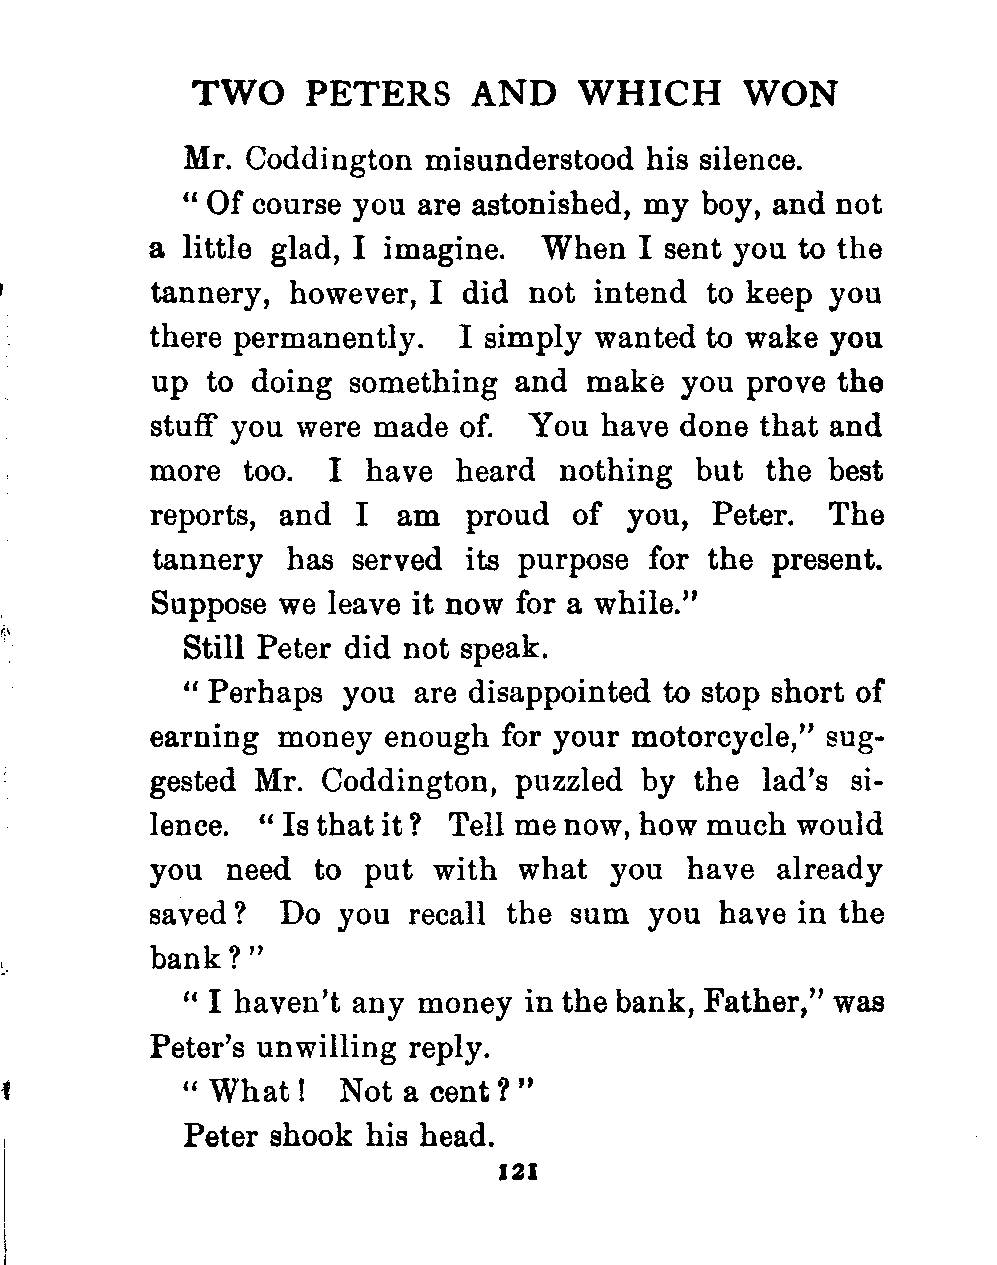 TWO PETERS AND WHICH WON
Mr. Coddington misunderstood his silence.
“ Of course you are astonished, my boy, and not
a little glad, I imagine. When I sent you to the
tannery, however, I did not intend to keep you
there permanently. I simply wanted to wake you
up to doing something and make you prove the
stuff you were made of. You have done that and
more too. I have heard nothing but the best
reports, and I am proud of you, Peter. The
tannery has served its purpose for the present.
Suppose we leave it now for a while.”
Still Peter did not speak.
“ Perhaps you are disappointed to stop short of
earning money enough for your motorcycle,” sug-
gested Mr. Coddington, puzzled by the lad’s si-
lence. “ Is that it ? Tell me now, how much would
you need to put with what you have already
saved ? Do you recall the sum you have in the
bank ? ”
“ I haven’t any money in the bank, Father,” was
Peter’s unwilling reply.
“ What ! Not a cent ? ”
Peter shook his head.
121